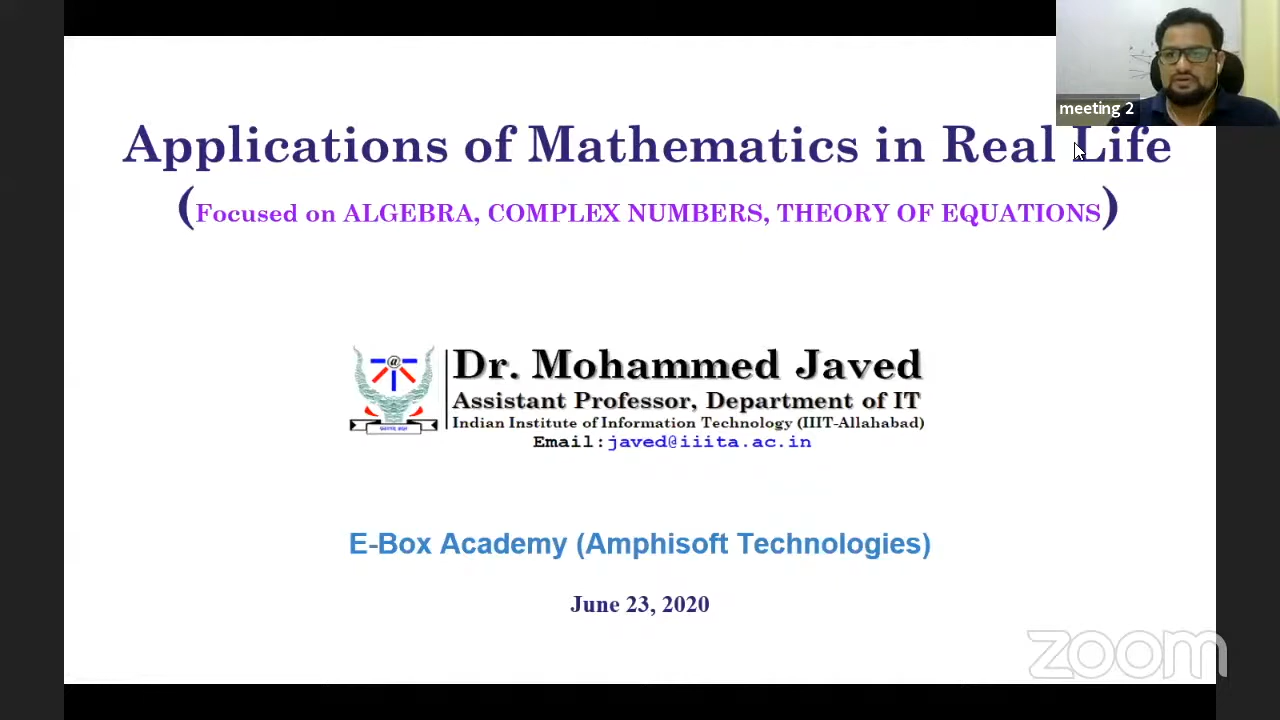 meeting 2
Applications of Mathematics in Real Life
(Focused on ALGEBRA, COMPLEX NUMBERS, THEORY OF EQUATIONS)
Dr. Mohammed Javed
Assistant Professor, Department of IT
Indian Institute of Information Technology (IIIT-Allahabad)
Email:javed@iiita.ac.in
E-Box Academy (Amphisoft Technologies)
June 23, 2020
zoom